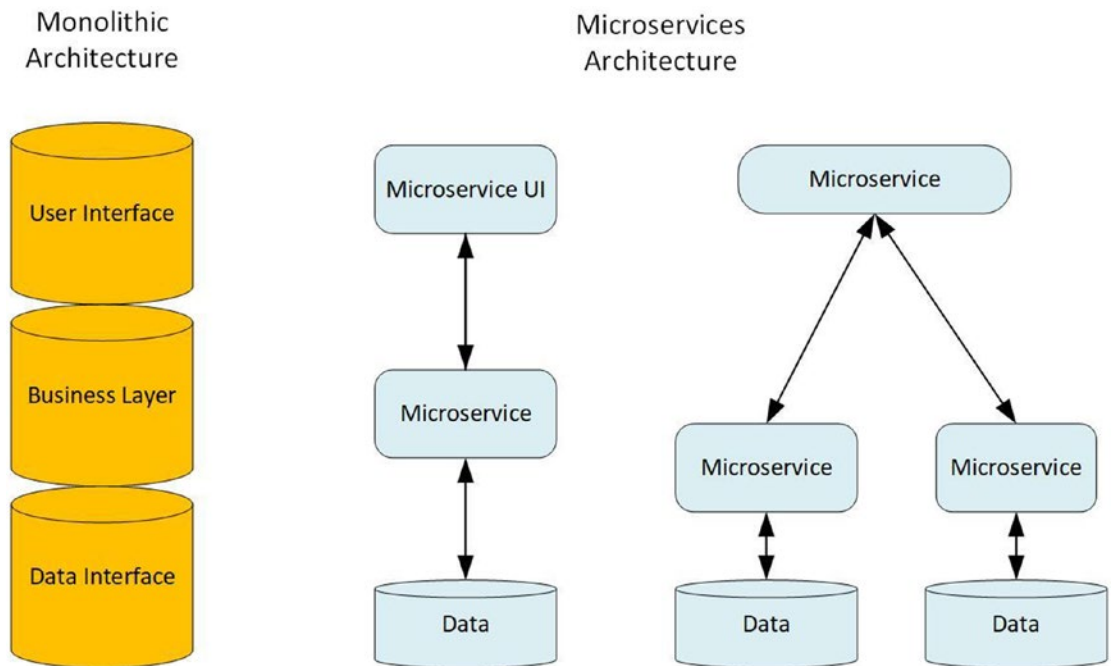 Monolithic
Architecture
Microservices
Architecture
User Interface
Business Layer
Data Interface
Microservice UI
Microservice
Data
Microservice
Microservice
Microservice
Data
Data